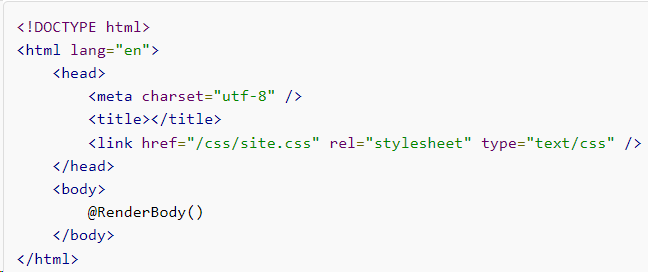 <!DOCTYPE html>
<html lang="en">
    <head>
        <meta charset="utf-8" />
        <title></title>
        <link href="/css/site.css" rel="stylesheet" type="text/css" />
    </head>
    <body>
        @RenderBody()
    </body>
</html>